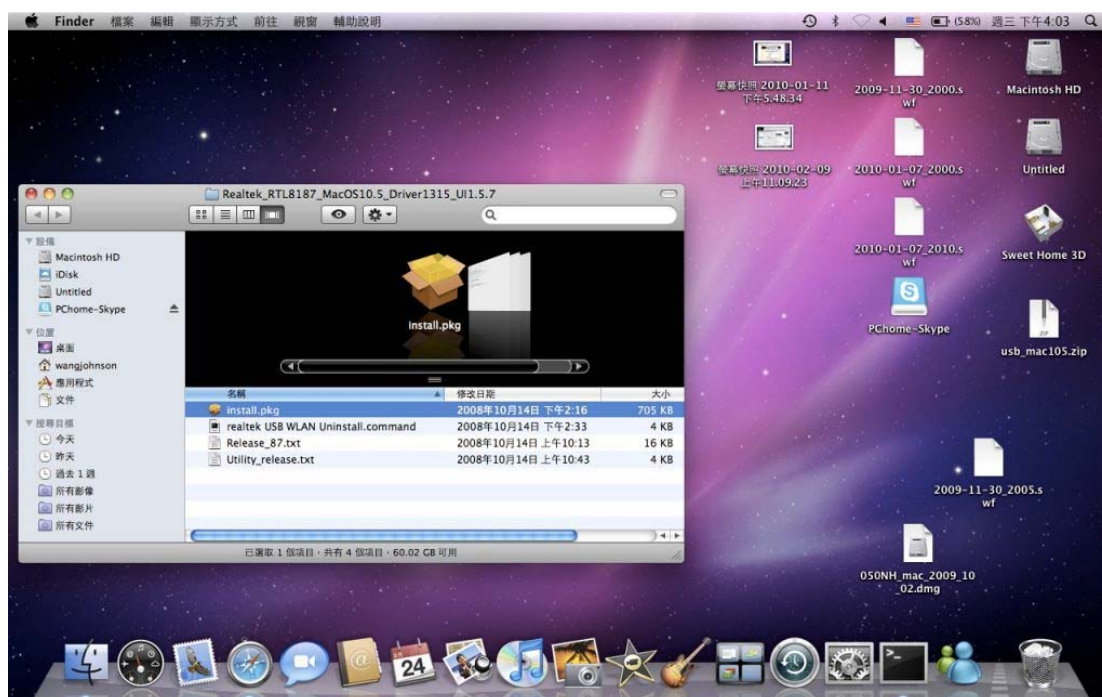 Finder 檔案 編輯 顯示方式 前往 視窗 輔助說明
(58%) 週三 下午4:03
螢幕快照 2010-01-11
下午5.48.34
2009-11-30_2000.s
wf
Macintosh HD
螢幕快照 2010-02-09
上午11.09.23
2010-01-07_2000.s
wf
Untitled
2010-01-07_2010.s
wf
Sweet Home 3D
PChome-Skype
ZIP
usb_mac105.zip
2009-11-30_2005.s
wf
050NH_mac_2009_10
02.dmg
Realtek_RTL8187_MacOS10.5_Driver1315_UI1.5.7
設備
Macintosh HD
iDisk
Untitled
PChome-Skype
位置
桌面
wangjohnson
應用程式
文件
搜尋目標
今天
昨天
過去 1 週
所有影像
所有影片
所有文件
install.pkg
名稱 修改日期 大小
install.pkg 2008年10月14日 下午2:16 705 KB
realtek USB WLAN Uninstall.command 2008年10月14日 下午2:33 4 KB
Release_87.txt 2008年10月14日 上午10:13 16 KB
Utility_release.txt 2008年10月14日 上午10:43 4 KB
已選取 1 個項目，共有 4 個項目，60.02 GB 可用
24